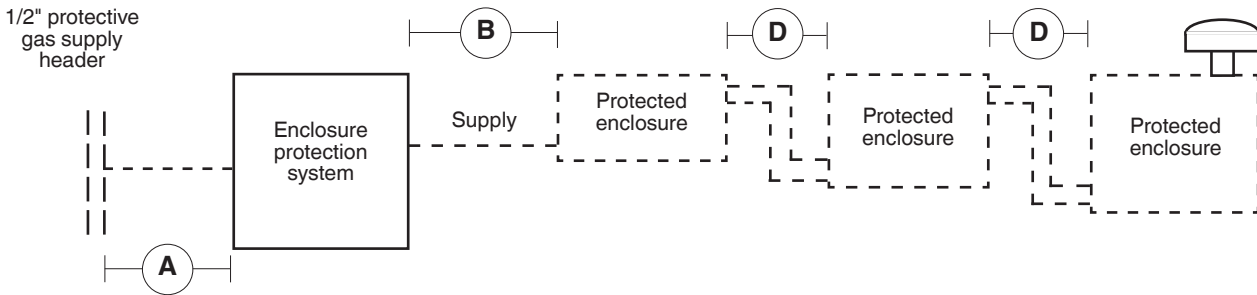 1/2" protective
gas supply
header
A
Enclosure
protection
system
B
Supply
Protected
enclosure
D
Protected
enclosure
D
Protected
enclosure